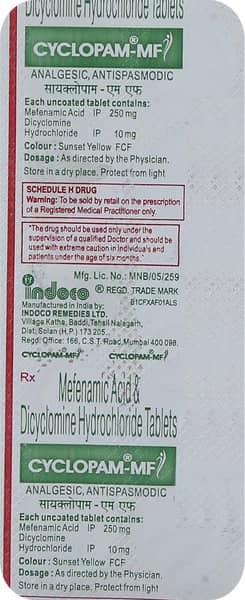 Dicyclomine Hydrochloride Tablets
CYCLOPAM®-MF
ANALGESIC, ANTISPASMODIC
सायक्लोपाम - एम एफ
Each uncoated tablet contains:
Mefenamic Acid IP 250 mg
Dicyclomine
Hydrochloride IP 10 mg
Colour : Sunset Yellow FCF
Dosage : As directed by the Physician.
Store in a dry place. Protect from light
SCHEDULE H DRUG
Warning: To be sold by retail on the prescription
of a Registered Medical Practitioner only.
"The drug should be used only under the
supervision of a qualified Doctor and should be
used with extreme caution in individual's and
patients under the age of six months."
Mfg. Lic. No.: MNB/05/259
indoco ® REGD. TRADE MARK
Manufactured in India by: B1CFXAF01ALS
INDOCO REMEDIES LTD.
Village Katha, Baddi, Tehsil Nalagarh,
Dist. Solan (H.P.) 173 205.
Regd. Office: 166, C.S.T. Road, Mumbai 400 098.
CYCLOPAM®-MF CYCLOPAM®-MF
Rx
Mefenamic Acid &
Dicyclomine Hydrochloride Tablets
CYCLOPAM®-MF
ANALGESIC, ANTISPASMODIC
सायक्लोपाम - एम एफ
Each uncoated tablet contains:
Mefenamic Acid IP 250 mg
Dicyclomine
Hydrochloride IP 10 mg
Colour : Sunset Yellow FCF
Dosage : As directed by the Physician.
Store in a dry place. Protect from light